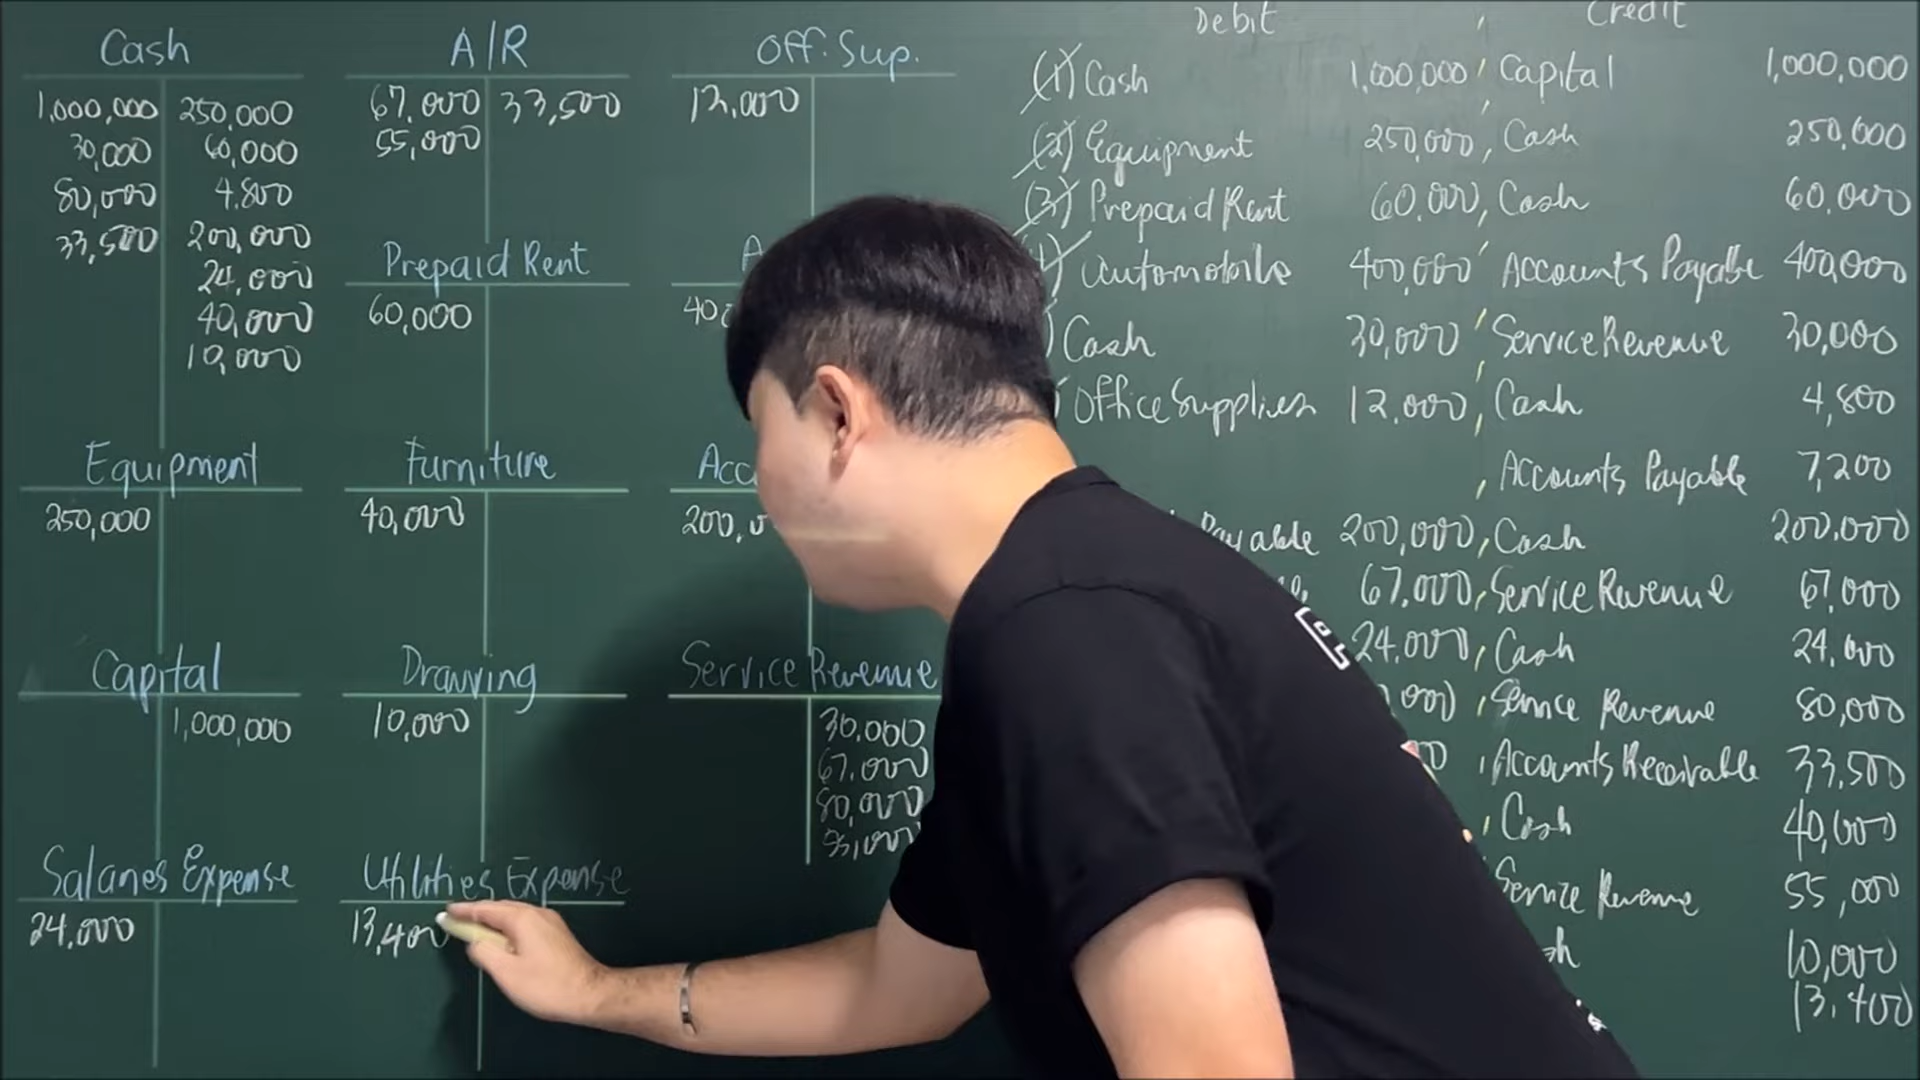 Cash
1,000,000 250,000
30,000 60,000
80,000 4,800
33,500 200,000
24,000
40,000
10,000
A/R
67,000 33,500
55,000
Off. Sup.
12,000
Prepaid Rent
60,000
Equipment
250,000
Furniture
40,000
Capital
1,000,000
Drawing
10,000
Service Revenue
30,000
67,000
80,000
Salaries Expense
24,000
Utilities Expense
13,400
Debit Credit
(1) Cash 1,000,000 Capital 1,000,000
(2) Equipment 250,000, Cash 250,000
(3) Prepaid Rent 60,000, Cash 60,000
Automobile 400,000 Accounts Payable 400,000
Cash 30,000 Service Revenue 30,000
Office Supplies 12,000, Cash 4,800
, Accounts Payable 7,200
Payable 200,000, Cash 200,000
67,000, Service Revenue 67,000
24,000, Cash 24,000
Service Revenue 80,000
Accounts Receivable 33,500
Cash 40,000
Service Revenue 55,000
10,000
13,400